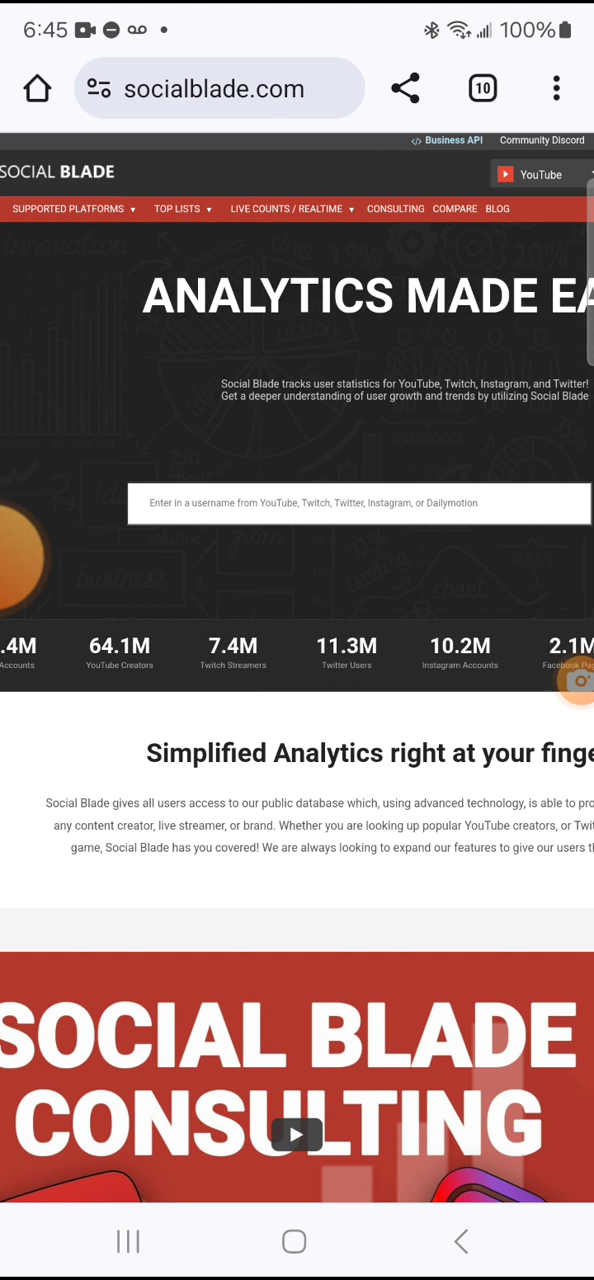 6:45 100%
socialblade.com
10
</> Business API Community Discord
SOCIAL BLADE
YouTube
SUPPORTED PLATFORMS ▼ TOP LISTS ▼ LIVE COUNTS / REALTIME ▼ CONSULTING COMPARE BLOG
ANALYTICS MADE EA
Social Blade tracks user statistics for YouTube, Twitch, Instagram, and Twitter!
Get a deeper understanding of user growth and trends by utilizing Social Blade
Enter in a username from YouTube, Twitch, Twitter, Instagram, or Dailymotion
.4M 64.1M 7.4M 11.3M 10.2M 2.1M
Accounts YouTube Creators Twitch Streamers Twitter Users Instagram Accounts Facebook
Simplified Analytics right at your finge
Social Blade gives all users access to our public database which, using advanced technology, is able to pro
any content creator, live streamer, or brand. Whether you are looking up popular YouTube creators, or Twit
game, Social Blade has you covered! We are always looking to expand our features to give our users t
SOCIAL BLADE
CONSULTING